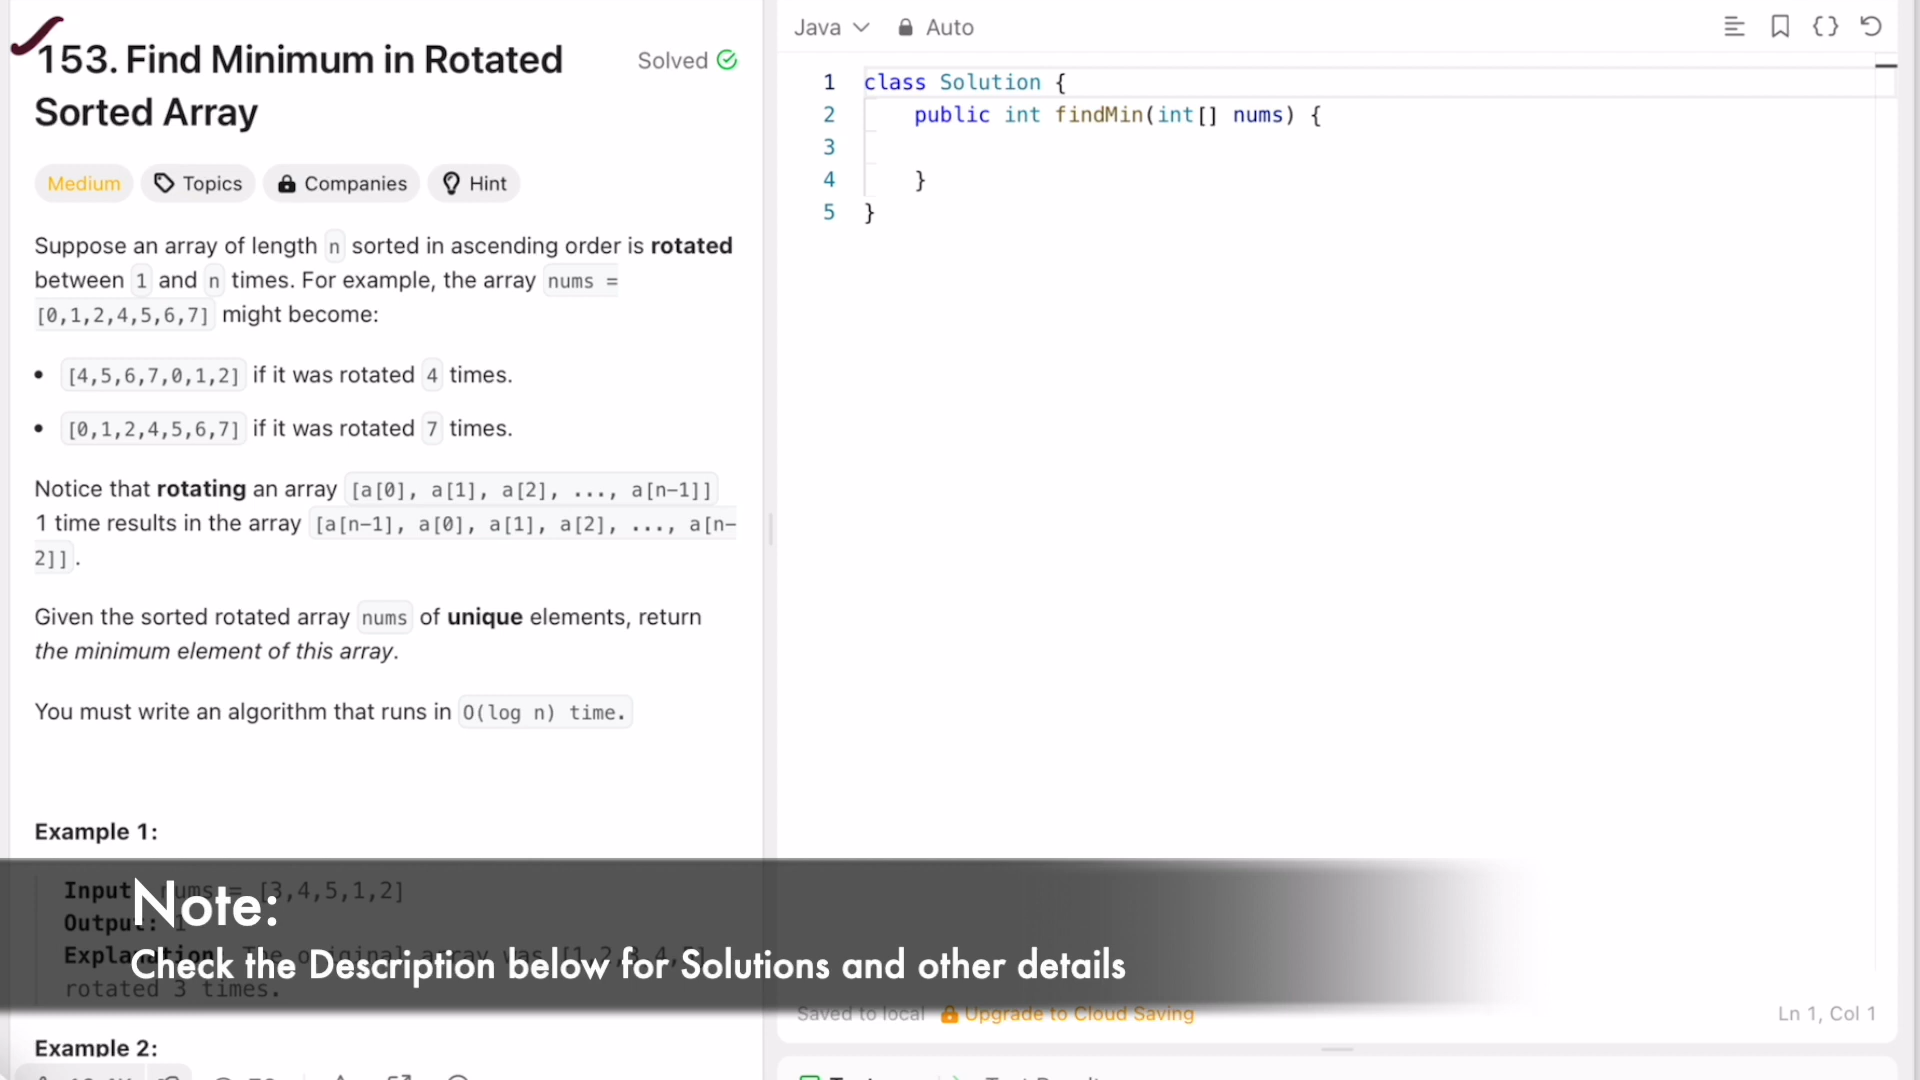 153. Find Minimum in Rotated
Sorted Array
Solved
Medium
Topics
Companies
Hint
Suppose an array of length n sorted in ascending order is rotated
between 1 and n times. For example, the array nums =
[0,1,2,4,5,6,7] might become:
• [4,5,6,7,0,1,2] if it was rotated 4 times.
• [0,1,2,4,5,6,7] if it was rotated 7 times.
Notice that rotating an array [a[0], a[1], a[2], ..., a[n-1]]
1 time results in the array [a[n-1], a[0], a[1], a[2], ..., a[n-
2]].
Given the sorted rotated array nums of unique elements, return
the minimum element of this array.
You must write an algorithm that runs in O(log n) time.
Example 1:
Input: nums = [3,4,5,1,2]
Output: 1
rotated 3 times.
Note:
Check the Description below for Solutions and other details
Example 2:
Java
Auto
1 class Solution {
2 public int findMin(int[] nums) {
3
4 }
5 }
Saved to local
Upgrade to Cloud Saving
Ln 1, Col 1